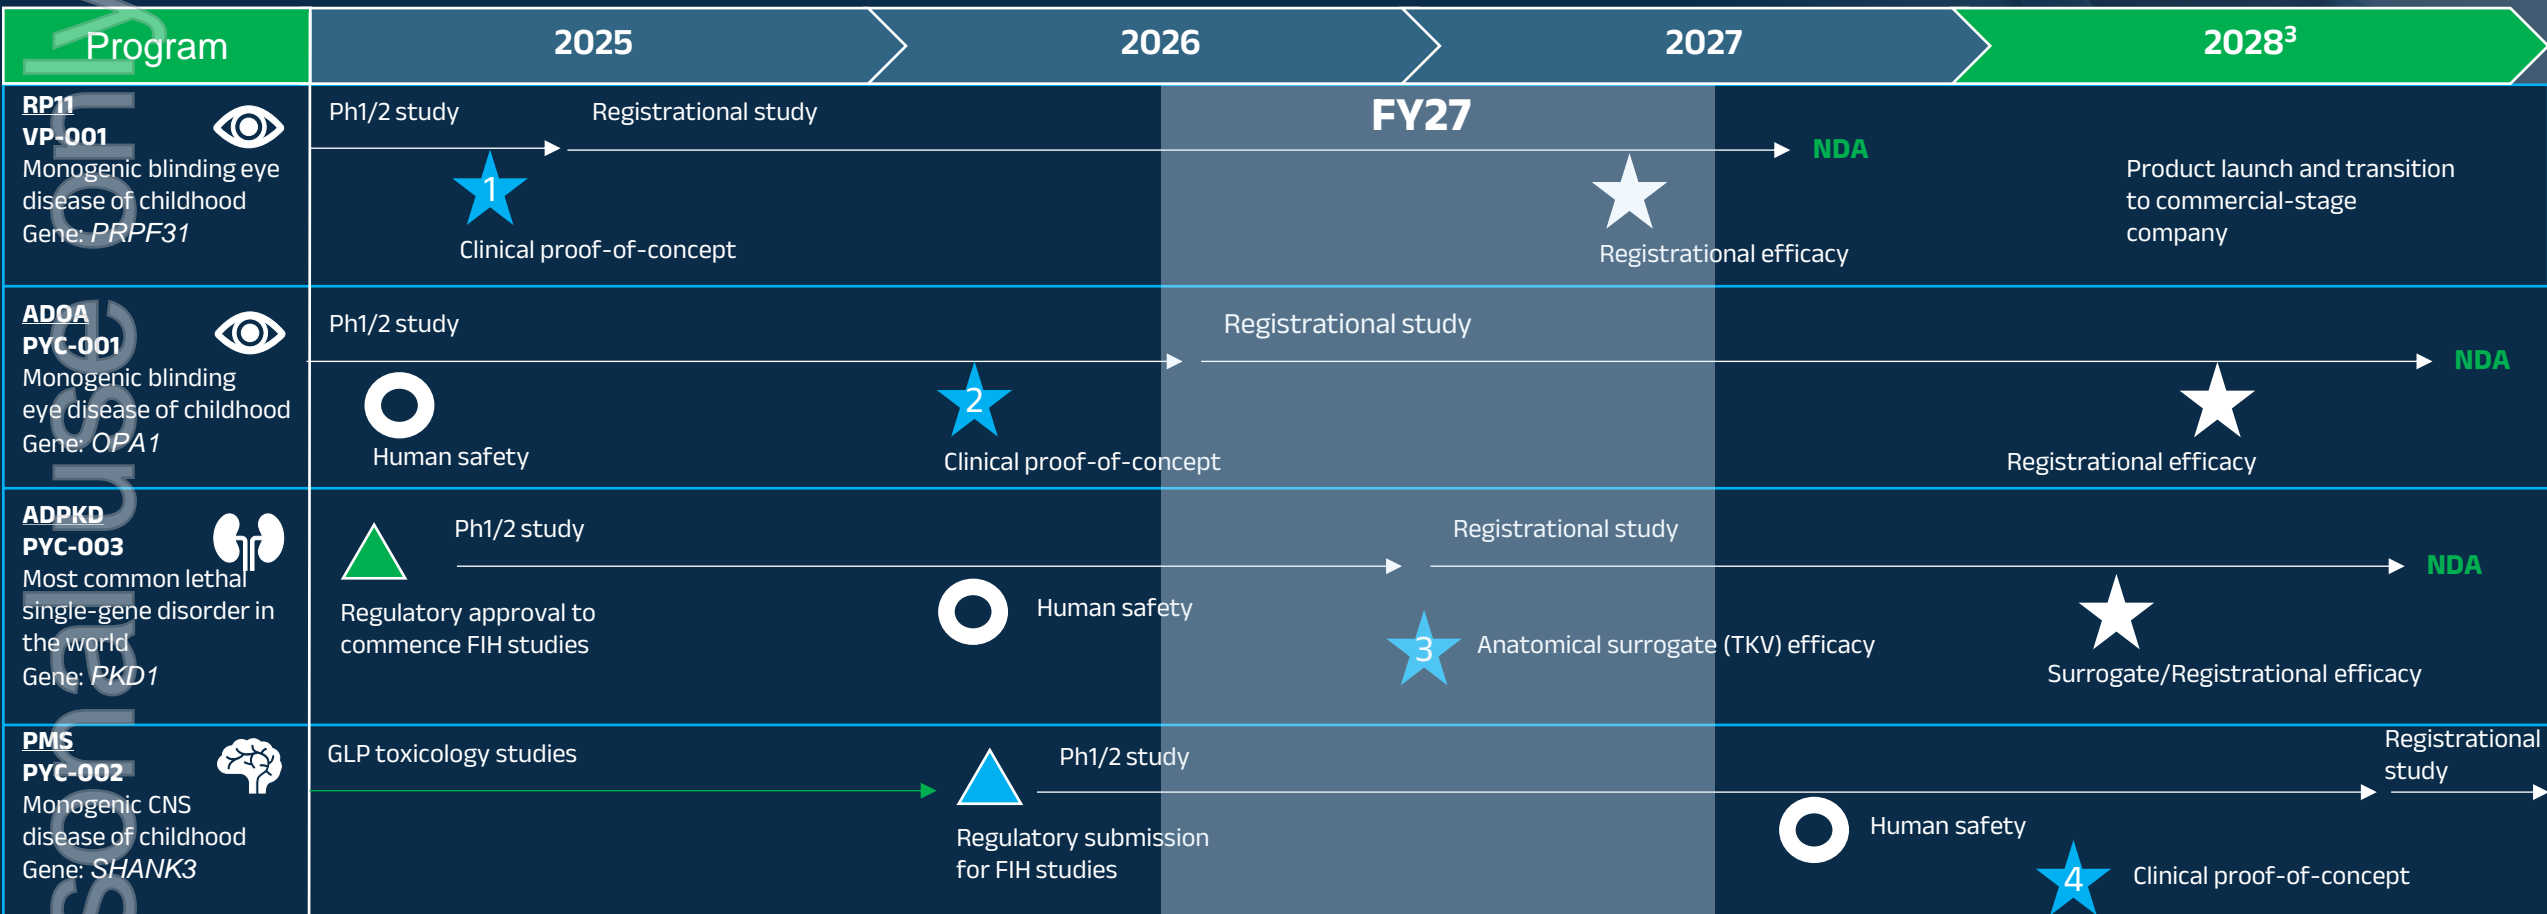 Program
2025
2026
2027
2028³
RP11
VP-001
Monogenic blinding eye
disease of childhood
Gene: PRPF31
Ph1/2 study
Registrational study
FY27
NDA
1
Clinical proof-of-concept
Registrational efficacy
Product launch and transition
to commercial-stage
company
ADOA
PYC-001
Monogenic blinding
eye disease of childhood
Gene: OPA1
Ph1/2 study
Registrational study
NDA
Human safety
2
Clinical proof-of-concept
Registrational efficacy
ADPKD
PYC-003
Most common lethal
single-gene disorder in
the world
Gene: PKD1
Ph1/2 study
Registrational study
NDA
Regulatory approval to
commence FIH studies
Human safety
3
Anatomical surrogate (TKV) efficacy
Surrogate/Registrational efficacy
PMS
PYC-002
Monogenic CNS
disease of childhood
Gene: SHANK3
GLP toxicology studies
Ph1/2 study
Registrational
study
Regulatory submission
for FIH studies
Human safety
4
Clinical proof-of-concept
sonal use only